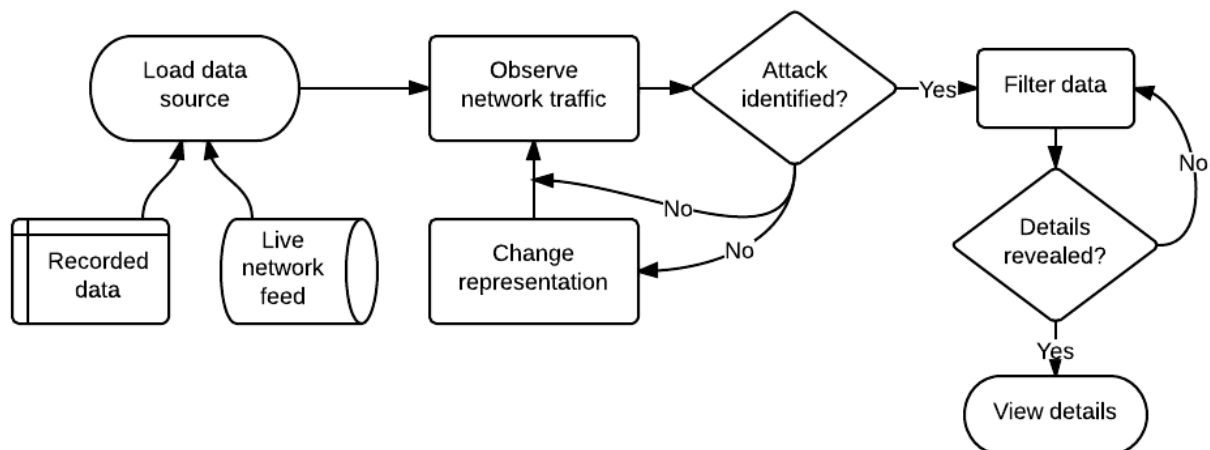 Load data
source
Observe
network traffic
Attack
identified?
Yes
Filter data
No
No
No
Recorded
data
Live
network
feed
Change
representation
Details
revealed?
Yes
View details